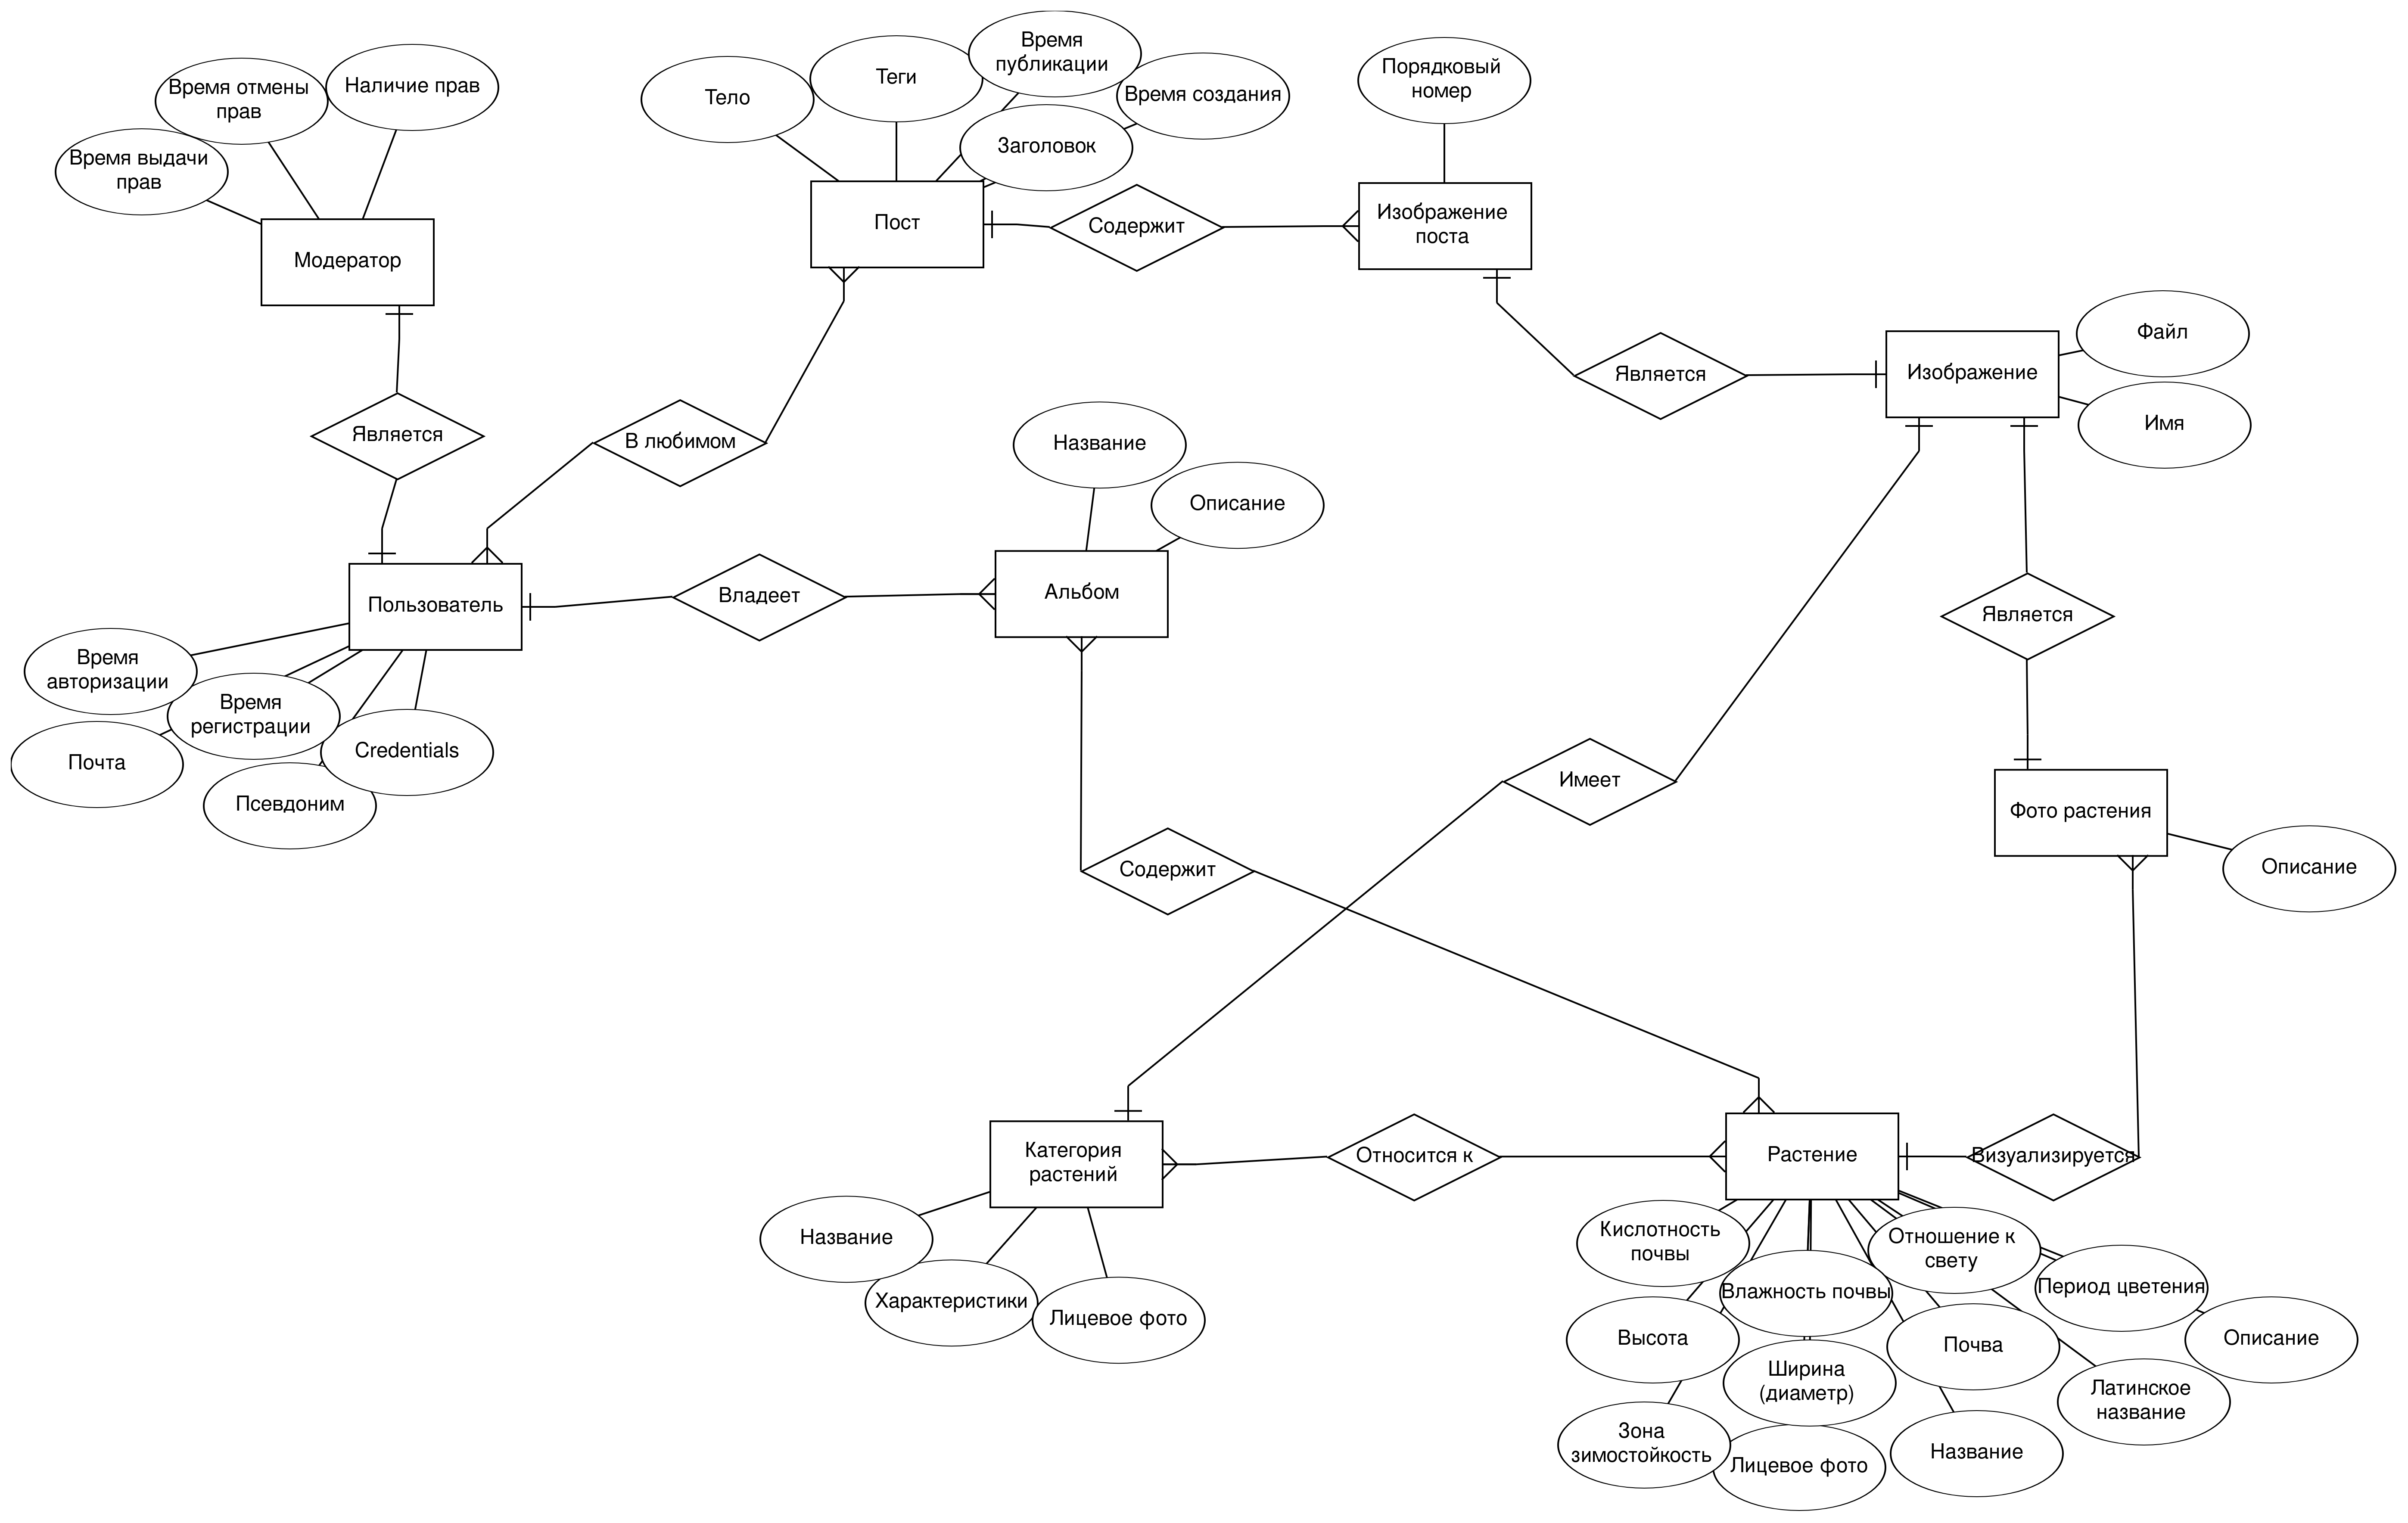 Время
публикации
Наличие прав
Время отмены
прав
Теги
Тело
Время создания
Порядковый
номер
Время выдачи
прав
Заголовок
Модератор
Пост
Содержит
Изображение
поста
Является
В любимом
Является
Изображение
Файл
Имя
Название
Описание
Пользователь
Владеет
Альбом
Является
Время
авторизации
Время
регистрации
Почта
Credentials
Псевдоним
Имеет
Фото растения
Содержит
Описание
Категория
растений
Относится к
Растение
Визуализируется
Название
Характеристики
Лицевое фото
Кислотность
почвы
Отношение к
свету
Влажность почвы
Период цветения
Высота
Почва
Описание
Ширина
(диаметр)
Латинское
название
Зона
зимостойкость
Лицевое фото
Название